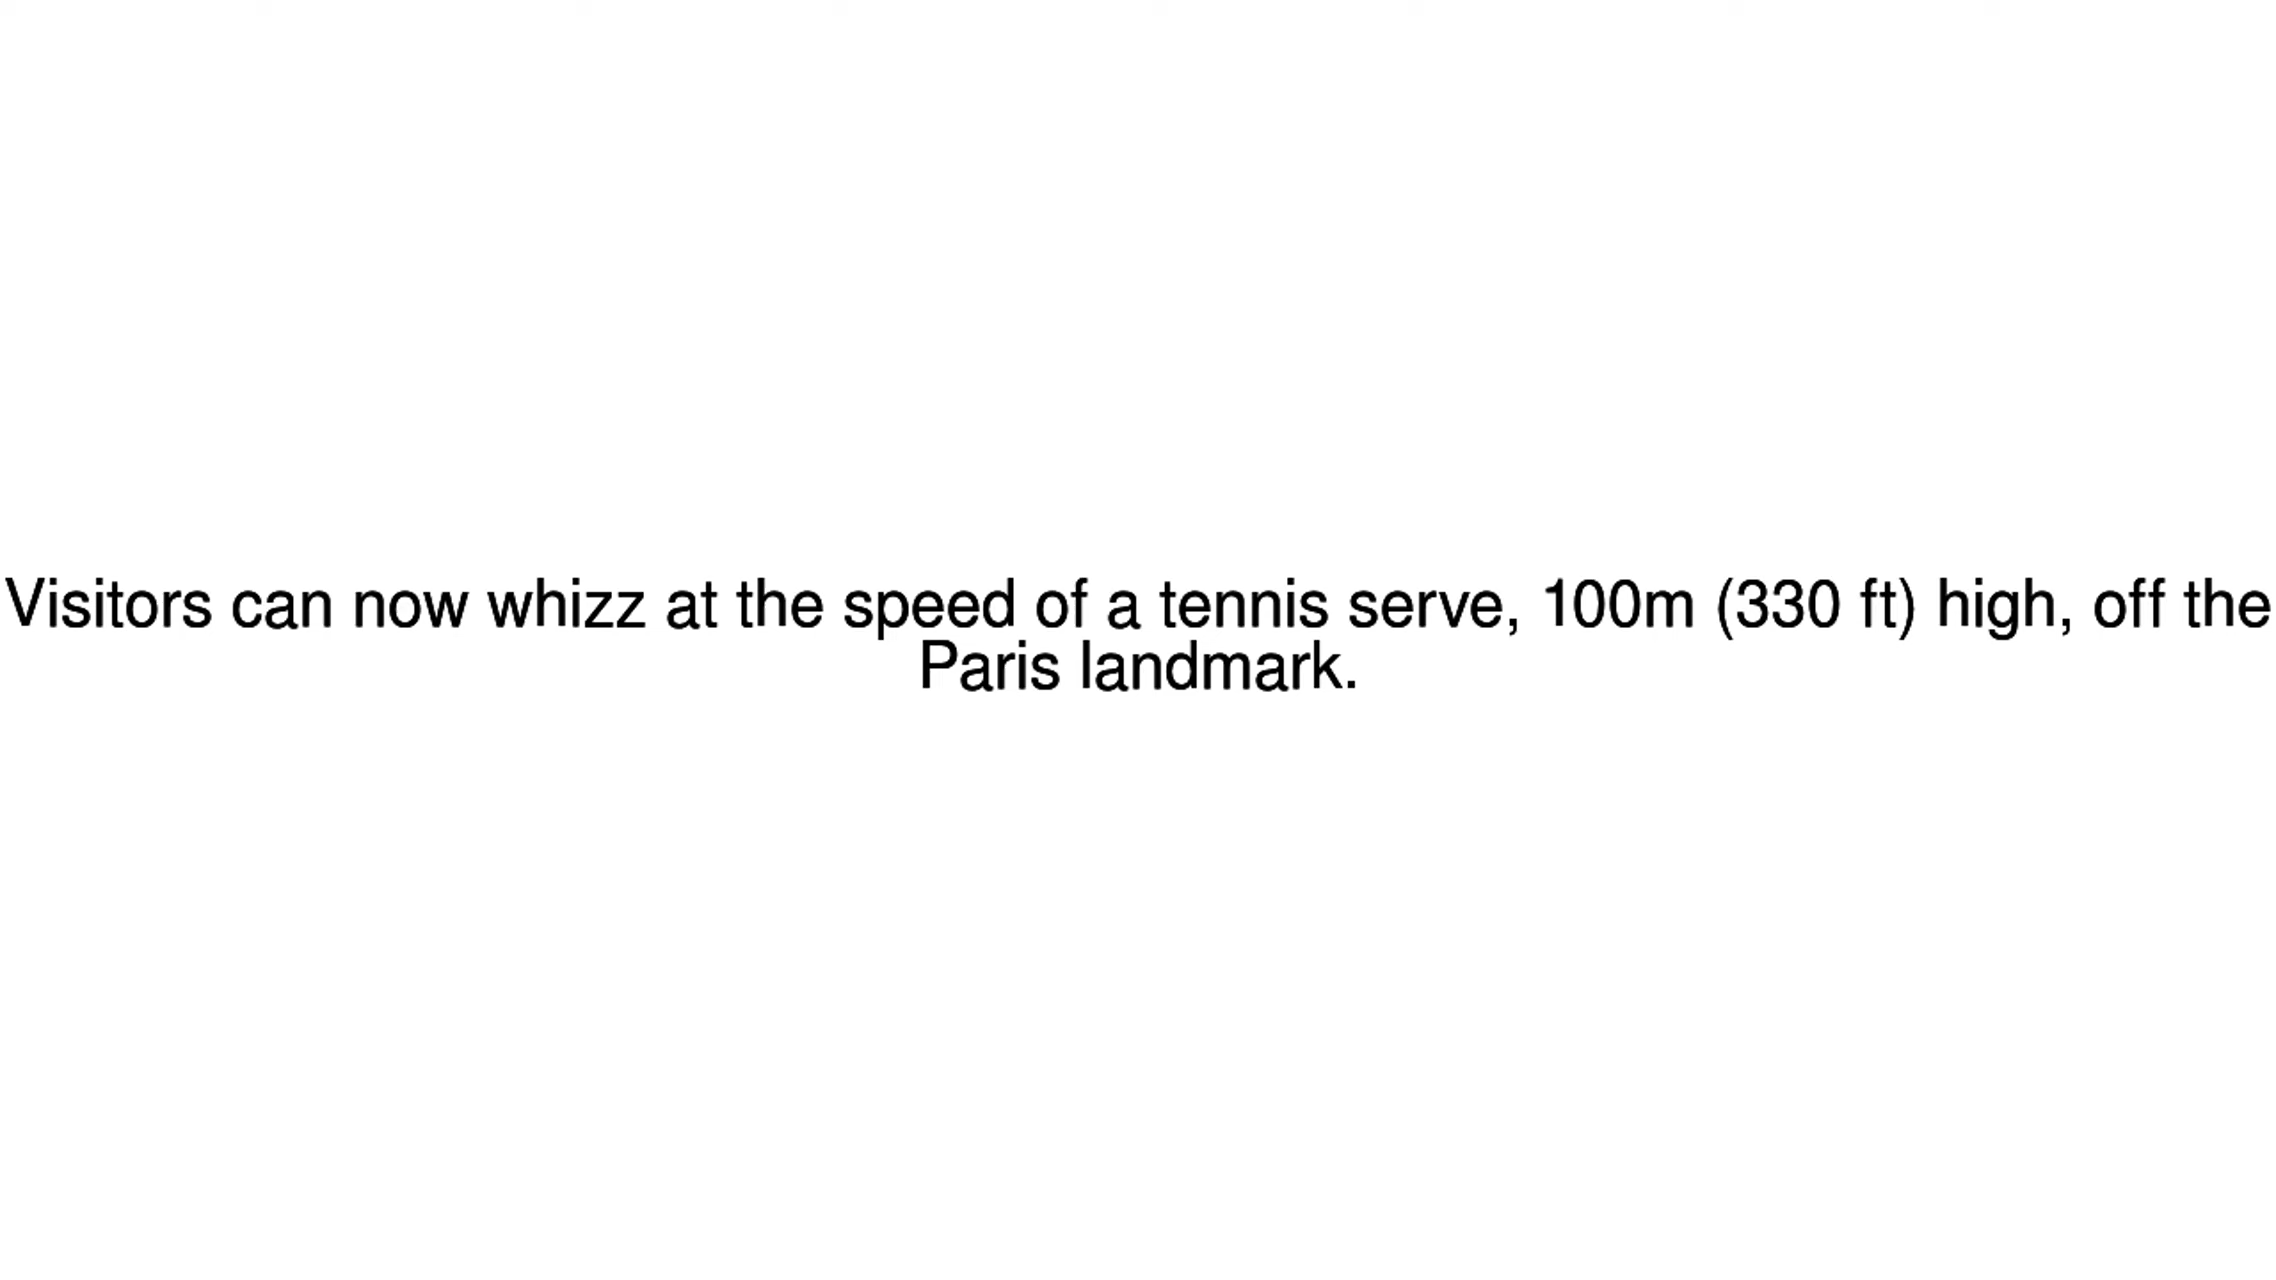 Visitors can now whizz at the speed of a tennis serve, 100m (330 ft) high, off the
Paris landmark.